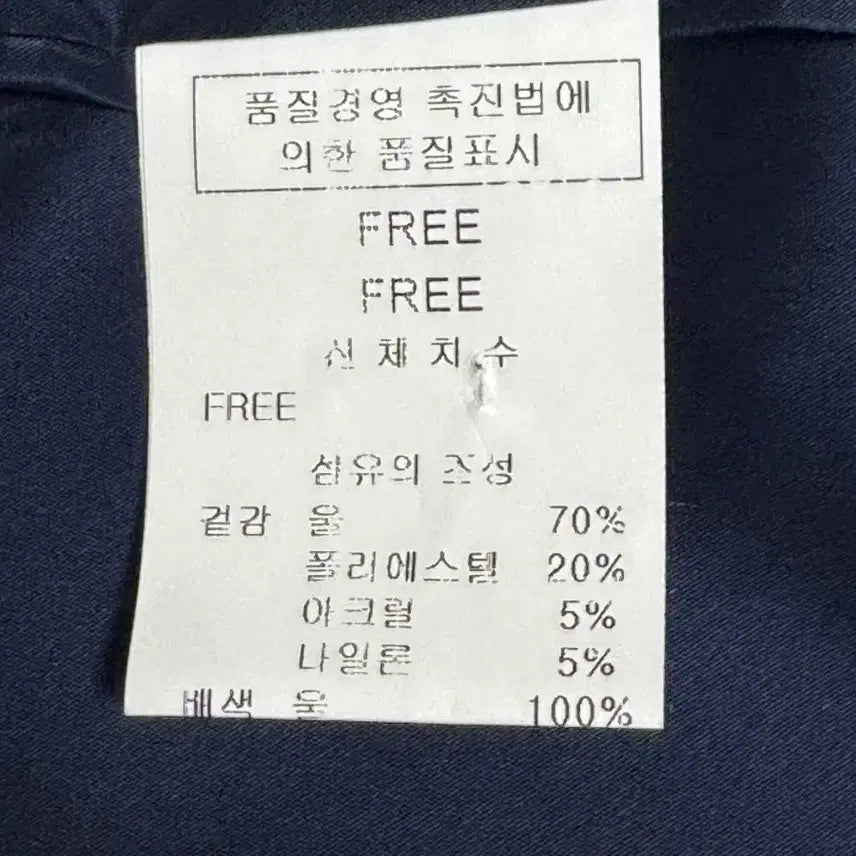 품질경영 촉진법에
의한 품질표시
FREE
FREE
신 체 치 수
FREE
섬유의 조성
겉감 울 70%
폴리에스텔 20%
아크릴 5%
나일론 5%
배색 울 100%